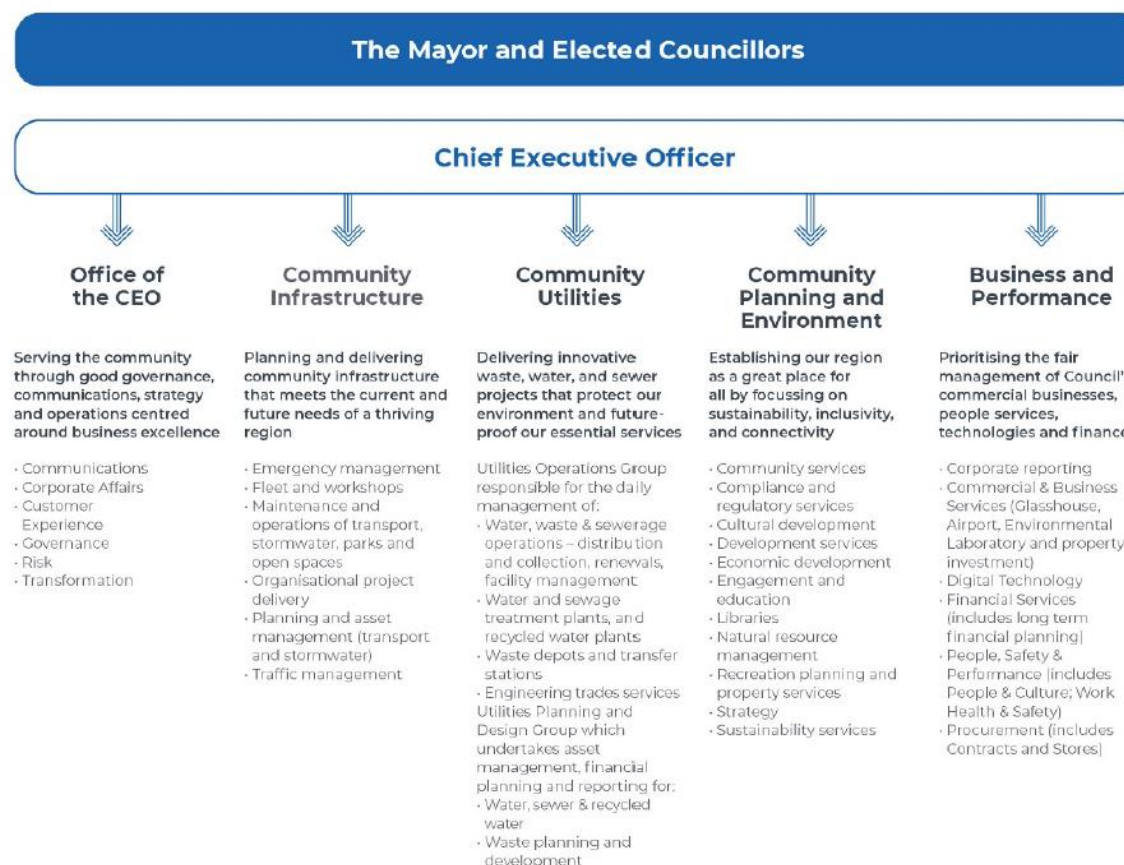 The Mayor and Elected Councillors
Chief Executive Officer
Office of
the CEO
Serving the community
through good governance,
communications, strategy
and operations centred
around business excellence
· Communications
· Corporate Affairs
· Customer
Experience
· Governance
· Risk
· Transformation
Community
Infrastructure
Planning and delivering
community infrastructure
that meets the current and
future needs of a thriving
region
· Emergency management
· Fleet and workshops
· Maintenance and
operations of transport,
stormwater, parks and
open spaces
· Organisational project
delivery
· Planning and asset
management (transport
and stormwater)
· Traffic management
Community
Utilities
Delivering innovative
waste, water, and sewer
projects that protect our
environment and future-
proof our essential services
Utilities Operations Group
responsible for the daily
management of:
· Water, waste & sewerage
operations – distribution
and collection, renewals,
facility management
· Water and sewage
treatment plants, and
recycled water plants
· Waste depots and transfer
stations
· Engineering trades services
Utilities Planning and
Design Group which
undertakes asset
management, financial
planning and reporting for:
· Water, sewer & recycled
water
· Waste planning and
development
Community
Planning and
Environment
Establishing our region
as a great place for
all by focussing on
sustainability, inclusivity,
and connectivity
· Community services
· Compliance and
regulatory services
· Cultural development
· Development services
· Economic development
· Engagement and
education
· Libraries
· Natural resource
management
· Recreation planning and
property services
· Strategy
· Sustainability services
Business and
Performance
Prioritising the fair
management of Council'
commercial businesses,
people services,
technologies and finance
· Corporate reporting
· Commercial & Business
Services (Glasshouse,
Airport, Environmental
Laboratory and property
investment)
· Digital Technology
· Financial Services
(includes long term
financial planning)
· People, Safety &
Performance (includes
People & Culture; Work
Health & Safety)
· Procurement (includes
Contracts and Stores)